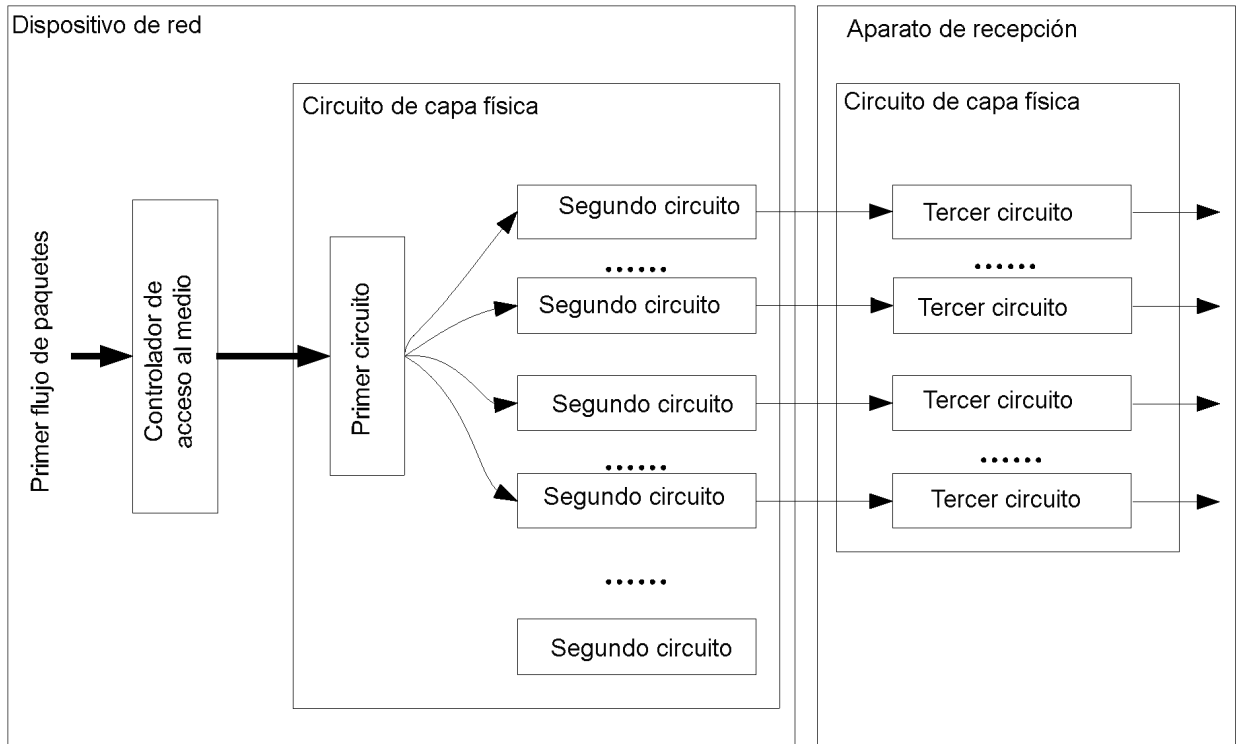 Dispositivo de red
Primer flujo de paquetes
Controlador de
acceso al medio
Circuito de capa física
Primer circuito
Segundo circuito
......
Segundo circuito
Segundo circuito
......
Segundo circuito
......
Segundo circuito
Aparato de recepción
Circuito de capa física
Tercer circuito
......
Tercer circuito
Tercer circuito
......
Tercer circuito